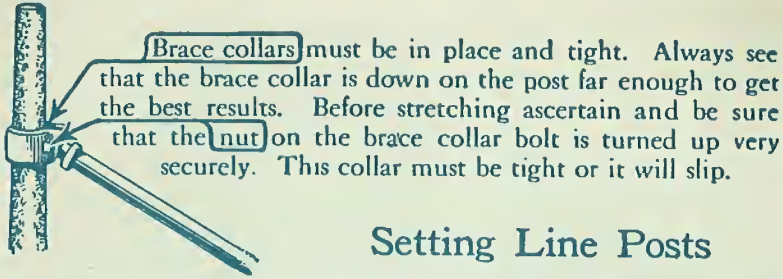 Brace collars must be in place and tight. Always see
that the brace collar is down on the post far enough to get
the best results. Before stretching ascertain and be sure
that the nut on the brace collar bolt is turned up very
securely. This collar must be tight or it will slip.
Setting Line Posts